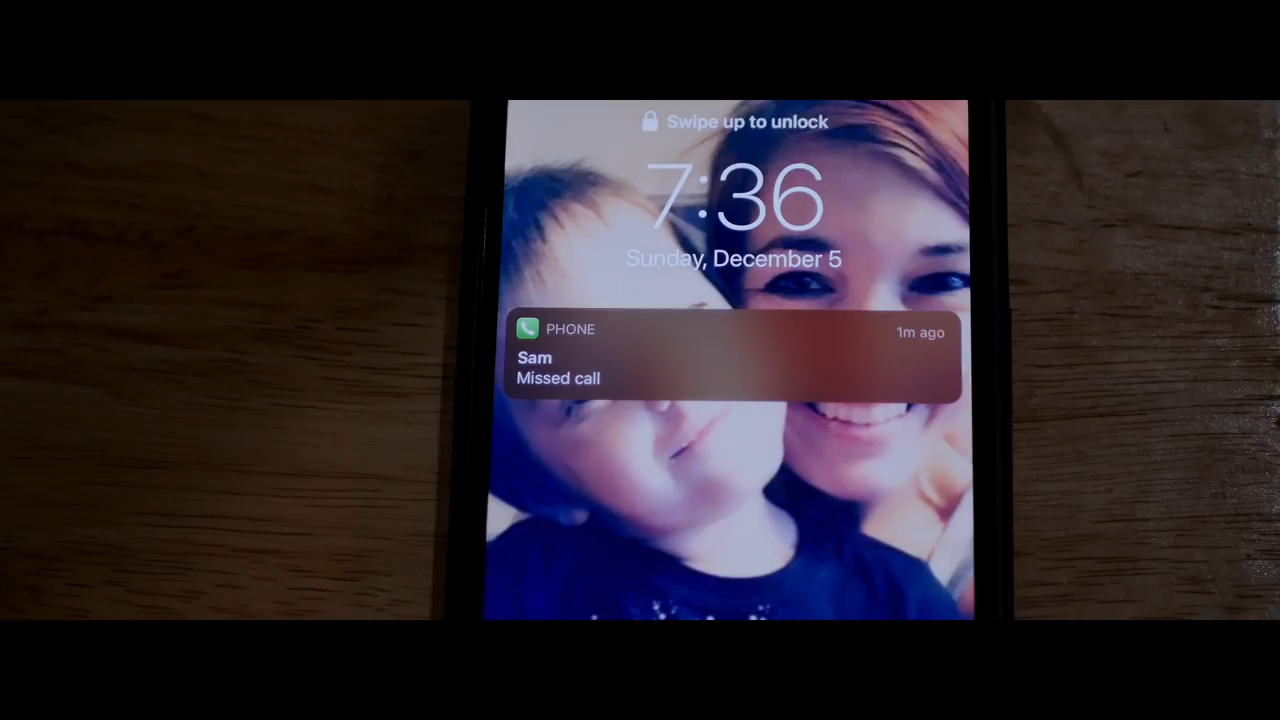 Swipe up to unlock
7:36
Sunday, December 5
PHONE
1m ago
Sam
Missed call